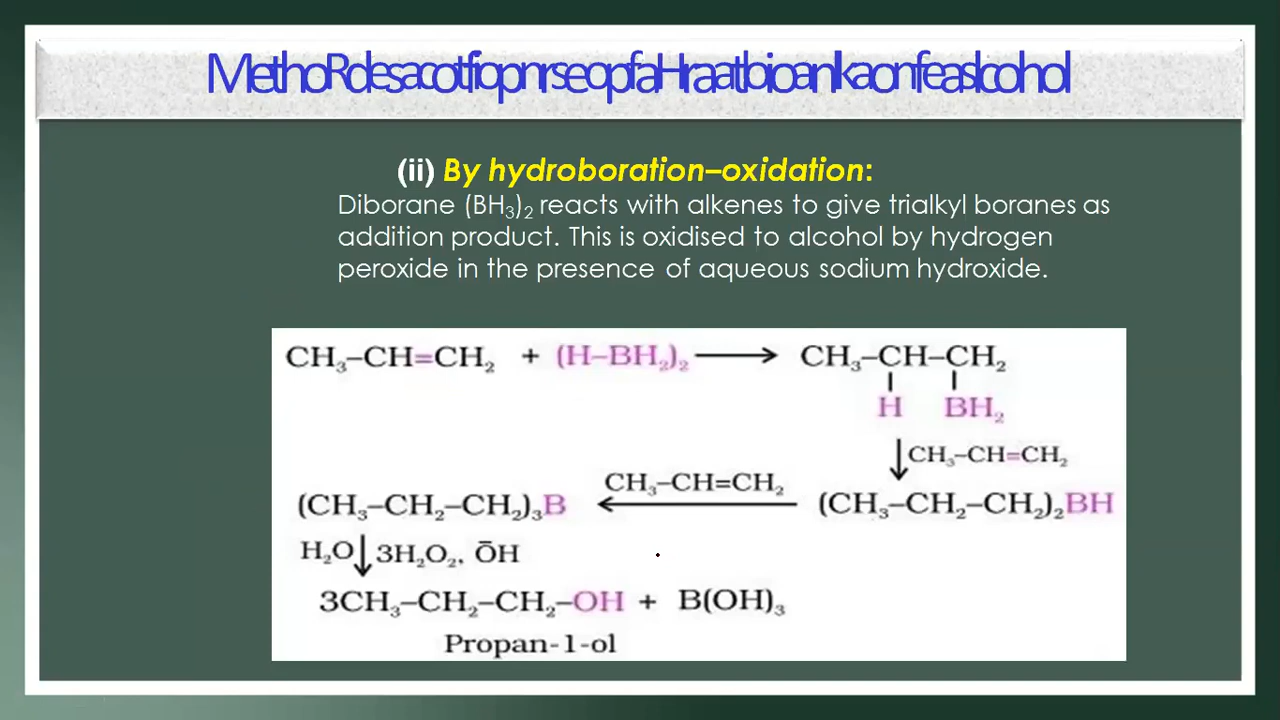 (ii) By hydroboration–oxidation:
Diborane (BH₃)₂ reacts with alkenes to give trialkyl boranes as
addition product. This is oxidised to alcohol by hydrogen
peroxide in the presence of aqueous sodium hydroxide.
CH₃–CH=CH₂ + (H–BH₂)₂ ⟶ CH₃–CH–CH₂
H BH₂
CH₃–CH=CH₂
CH₃–CH=CH₂
(CH₃–CH₂–CH₂)₃B ⟵ (CH₃–CH₂–CH₂)₂BH
H₂O ↓ 3H₂O₂, ŌH
3CH₃–CH₂–CH₂–OH + B(OH)₃
Propan-1-ol